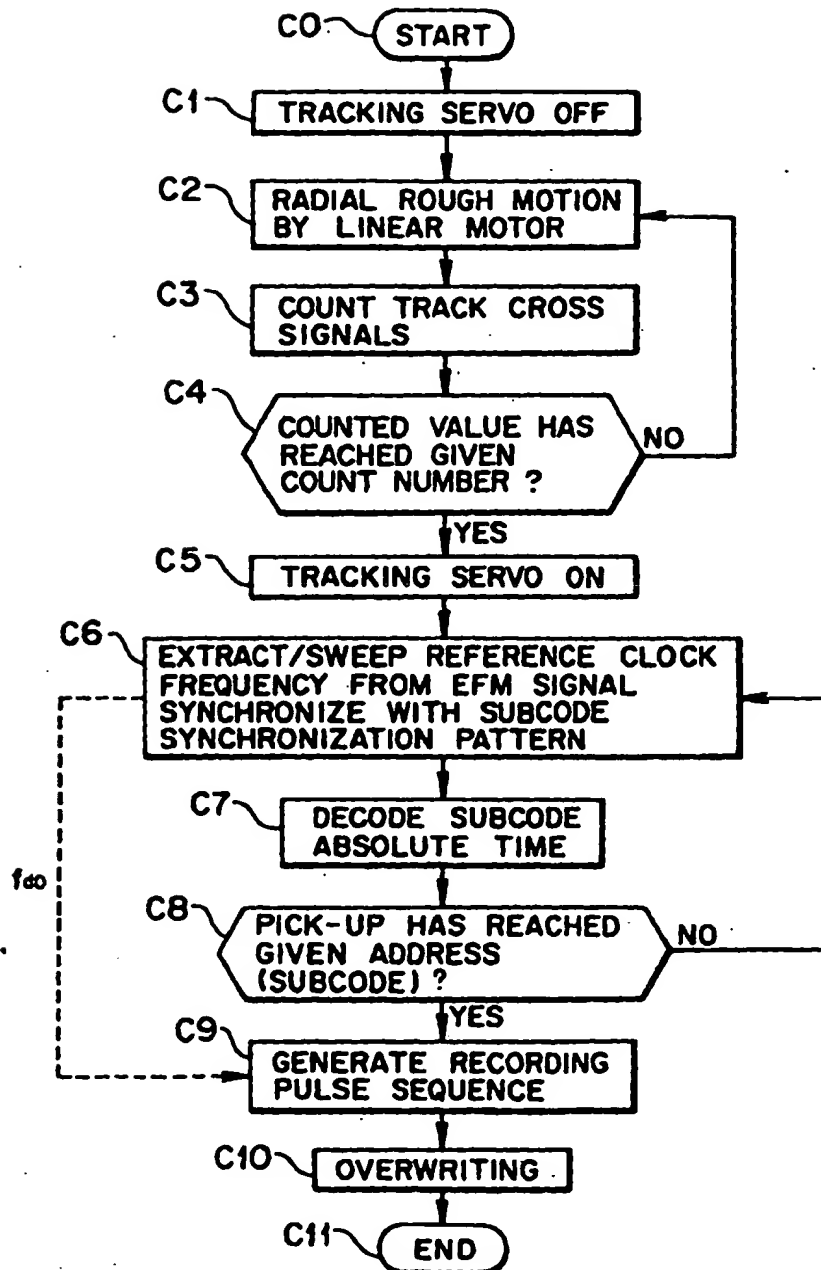 C0
START
C1
TRACKING SERVO OFF
C2
RADIAL ROUGH MOTION
BY LINEAR MOTOR
C3
COUNT TRACK CROSS
SIGNALS
C4
COUNTED VALUE HAS
REACHED GIVEN
COUNT NUMBER ?
NO
YES
C5
TRACKING SERVO ON
C6
EXTRACT/SWEEP REFERENCE CLOCK
FREQUENCY FROM EFM SIGNAL
SYNCHRONIZE WITH SUBCODE
SYNCHRONIZATION PATTERN
C7
DECODE SUBCODE
ABSOLUTE TIME
fdo
C8
PICK-UP HAS REACHED
GIVEN ADDRESS
(SUBCODE) ?
NO
YES
C9
GENERATE RECORDING
PULSE SEQUENCE
C10
OVERWRITING
C11
END